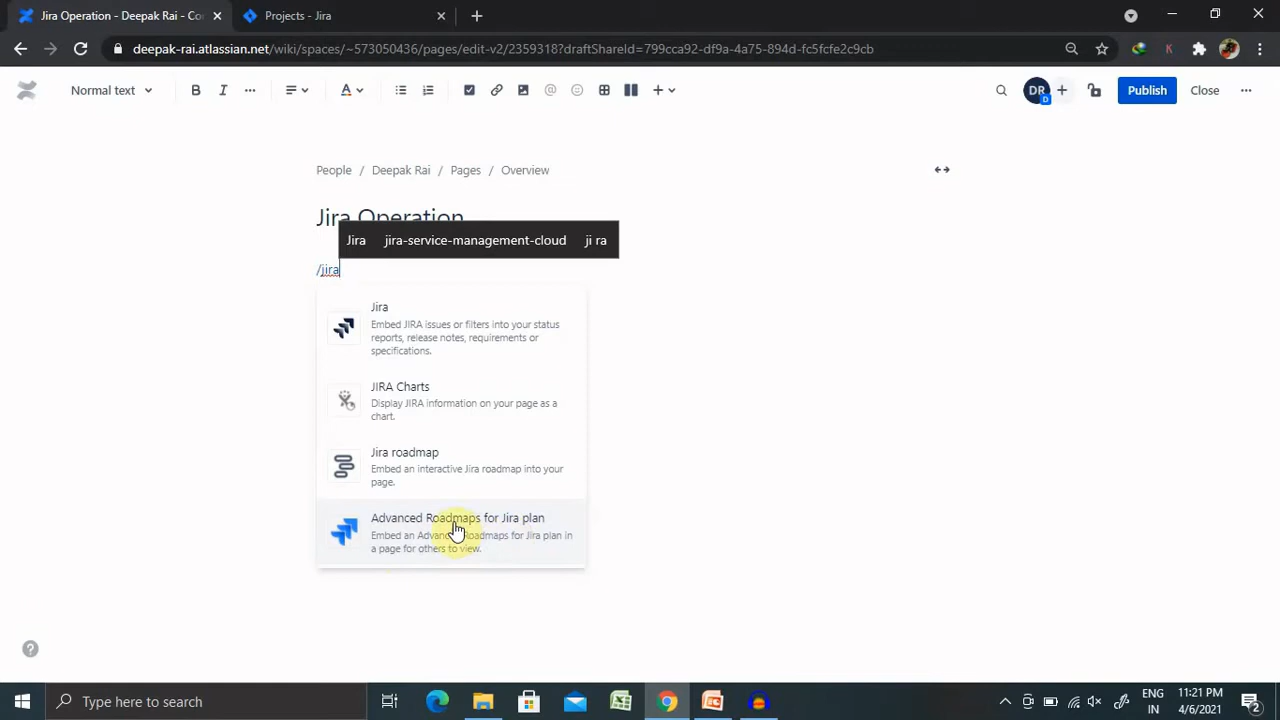 Jira Operation - Deepak Rai - Co
Projects - Jira
deepak-rai.atlassian.net/wiki/spaces/~573050436/pages/edit-v2/2359318?draftShareId=799cca92-df9a-4a75-894d-fc5fcfe2c9cb
Normal text
B I A
DR
D
Publish
Close
People / Deepak Rai / Pages / Overview
Jira Operation
Jira jira-service-management-cloud ji ra
/jira
Jira
Embed JIRA issues or filters into your status
reports, release notes, requirements or
specifications.
JIRA Charts
Display JIRA information on your page as a
chart.
Jira roadmap
Embed an interactive Jira roadmap into your
page.
Advanced Roadmaps for Jira plan
Embed an Advanced Roadmaps for Jira plan in
a page for others to view.
Type here to search
ENG
IN
11:21 PM
4/6/2021
2